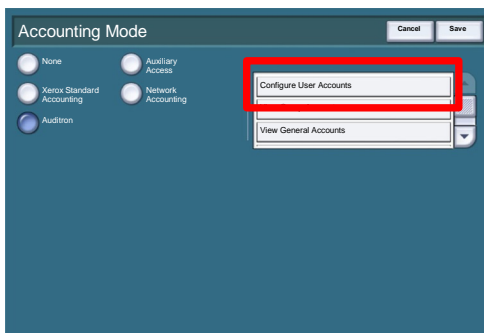 Accounting Mode
Cancel
Save
None
Auxiliary
Access
Xerox Standard
Accounting
Network
Accounting
Auditron
Configure User Accounts
View General Accounts